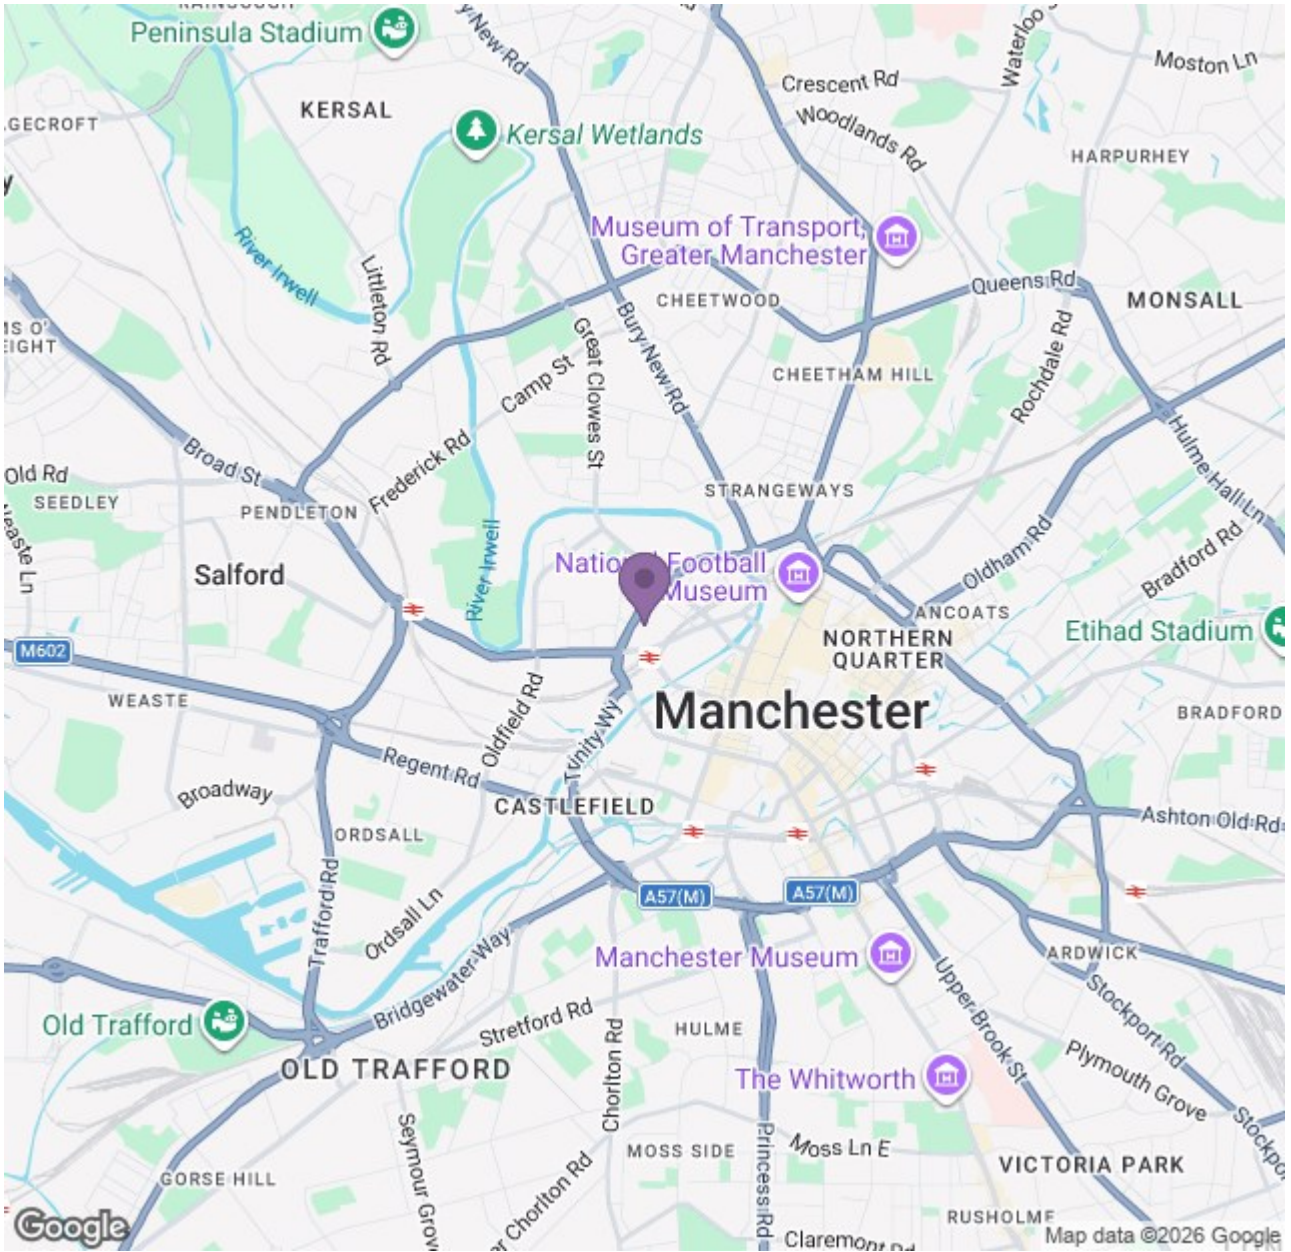 Peninsula Stadium
y New Rd
Waterloo
Moston Ln
Crescent Rd
KERSAL
GECROFT
Kersal Wetlands
Woodlands Rd
HARPURHEY
y
Museum of Transport,
Greater Manchester
River Irwell
Littleton Rd
Queens Rd
CHEETWOOD
MONSALL
MS O'
EIGHT
Great Clowes St
Bury New Rd
Rochdale Rd
Camp St
CHEETHAM HILL
Broad St
Frederick Rd
Hulme Hall Ln
Old Rd
SEEDLEY
PENDLETON
STRANGEWAYS
Weaste Ln
Salford
River Irwell
National Football
Museum
Oldham Rd
Bradford Rd
ANCOATS
Etihad Stadium
NORTHERN
QUARTER
M602
WEASTE
Oldfield Rd
Trinity Wy
Manchester
BRADFORD
Regent Rd
Broadway
CASTLEFIELD
Ashton Old Rd
ORDSALL
Trafford Rd
A57(M)
A57(M)
Ordsall Ln
Bridgewater Way
Manchester Museum
ARDWICK
Upper Brook St
Stockport Rd
Old Trafford
Stretford Rd
HULME
OLD TRAFFORD
Chorlton Rd
The Whitworth
Plymouth Grove
Stockpo
Seymour Grov
Princess Rd
MOSS SIDE
Moss Ln E
VICTORIA PARK
GORSE HILL
er Chorlton Rd
RUSHOLME
Claremont Rd
Google
Map data ©2026 Google